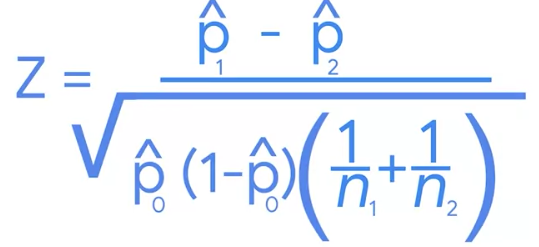 Z = (p̂₁ - p̂₂) / √(p̂₀ (1-p̂₀) (1/n₁ + 1/n₂))